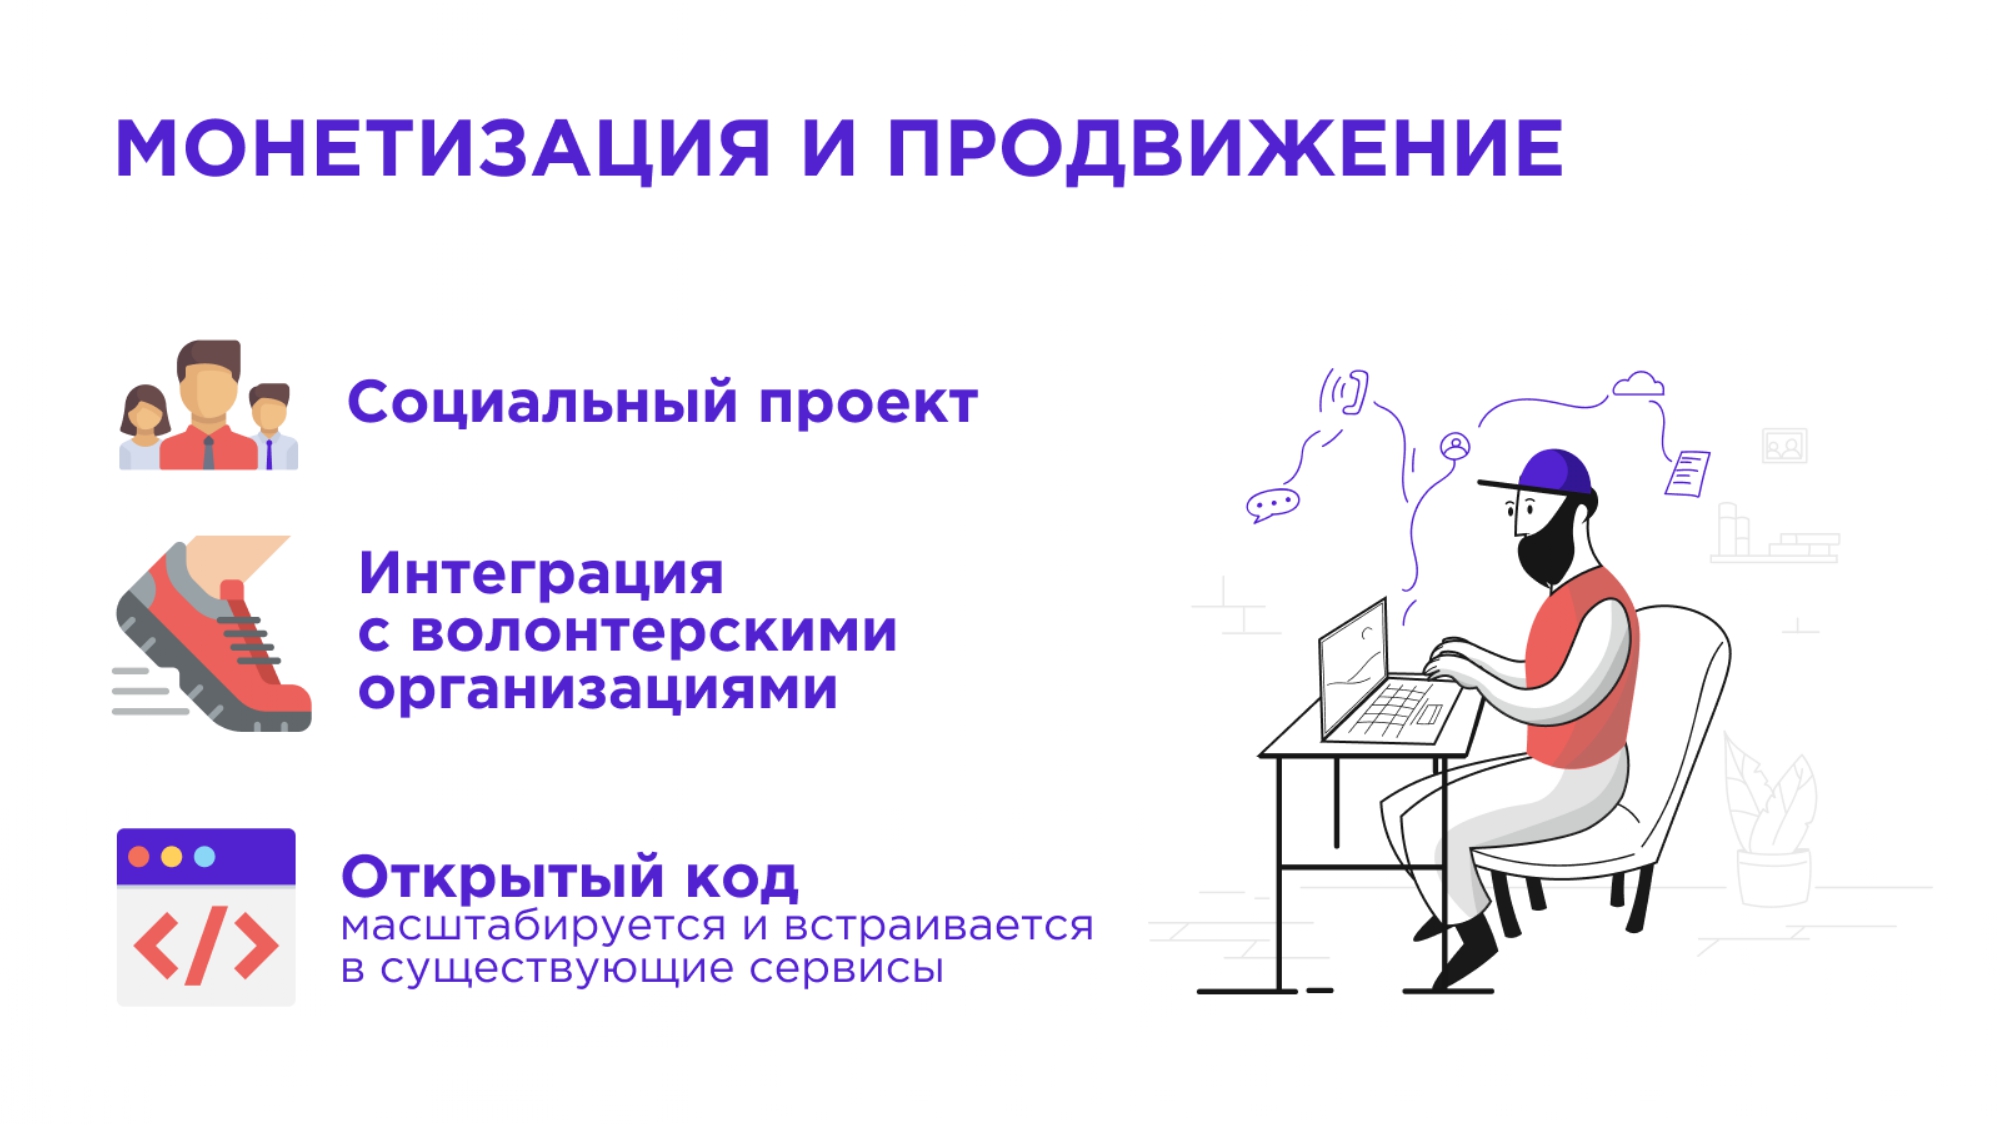 МОНЕТИЗАЦИЯ И ПРОДВИЖЕНИЕ
Социальный проект
Интеграция
с волонтерскими
организациями
Открытый код
масштабируется и встраивается
в существующие сервисы